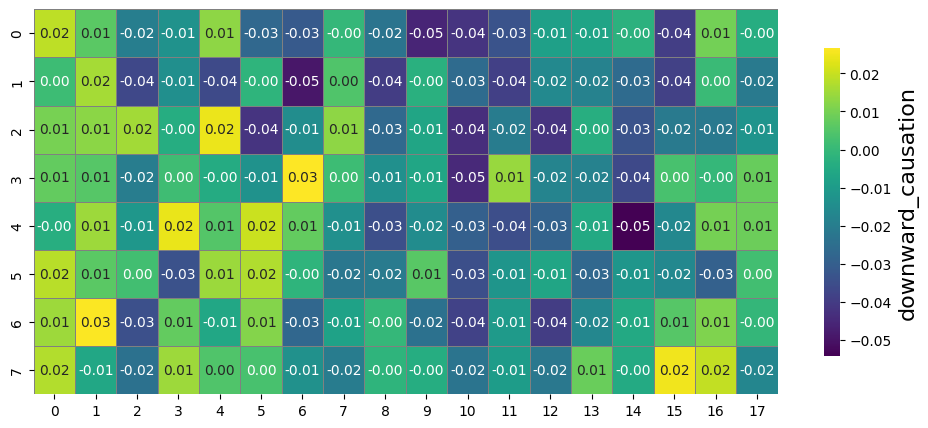 0 0.02 0.01 -0.02 -0.01 0.01 -0.03 -0.03 -0.00 -0.02 -0.05 -0.04 -0.03 -0.01 -0.01 -0.00 -0.04 0.01 -0.00
1 0.00 0.02 -0.04 -0.01 -0.04 -0.00 -0.05 0.00 -0.04 -0.00 -0.03 -0.04 -0.02 -0.02 -0.03 -0.04 0.00 -0.02
2 0.01 0.01 0.02 -0.00 0.02 -0.04 -0.01 0.01 -0.03 -0.01 -0.04 -0.02 -0.04 -0.00 -0.03 -0.02 -0.02 -0.01
3 0.01 0.01 -0.02 0.00 -0.00 -0.01 0.03 0.00 -0.01 -0.01 -0.05 0.01 -0.02 -0.02 -0.04 0.00 -0.00 0.01
4 -0.00 0.01 -0.01 0.02 0.01 0.02 0.01 -0.01 -0.03 -0.02 -0.03 -0.04 -0.03 -0.01 -0.05 -0.02 0.01 0.01
5 0.02 0.01 0.00 -0.03 0.01 0.02 -0.00 -0.02 -0.02 0.01 -0.03 -0.01 -0.01 -0.03 -0.01 -0.02 -0.03 0.00
6 0.01 0.03 -0.03 0.01 -0.01 0.01 -0.03 -0.01 -0.00 -0.02 -0.04 -0.01 -0.04 -0.02 -0.01 0.01 0.01 -0.00
7 0.02 -0.01 -0.02 0.01 0.00 0.00 -0.01 -0.02 -0.00 -0.00 -0.02 -0.01 -0.02 0.01 -0.00 0.02 0.02 -0.02
0 1 2 3 4 5 6 7 8 9 10 11 12 13 14 15 16 17
0.02
0.01
0.00
−0.01
−0.02
−0.03
−0.04
−0.05
downward_causation